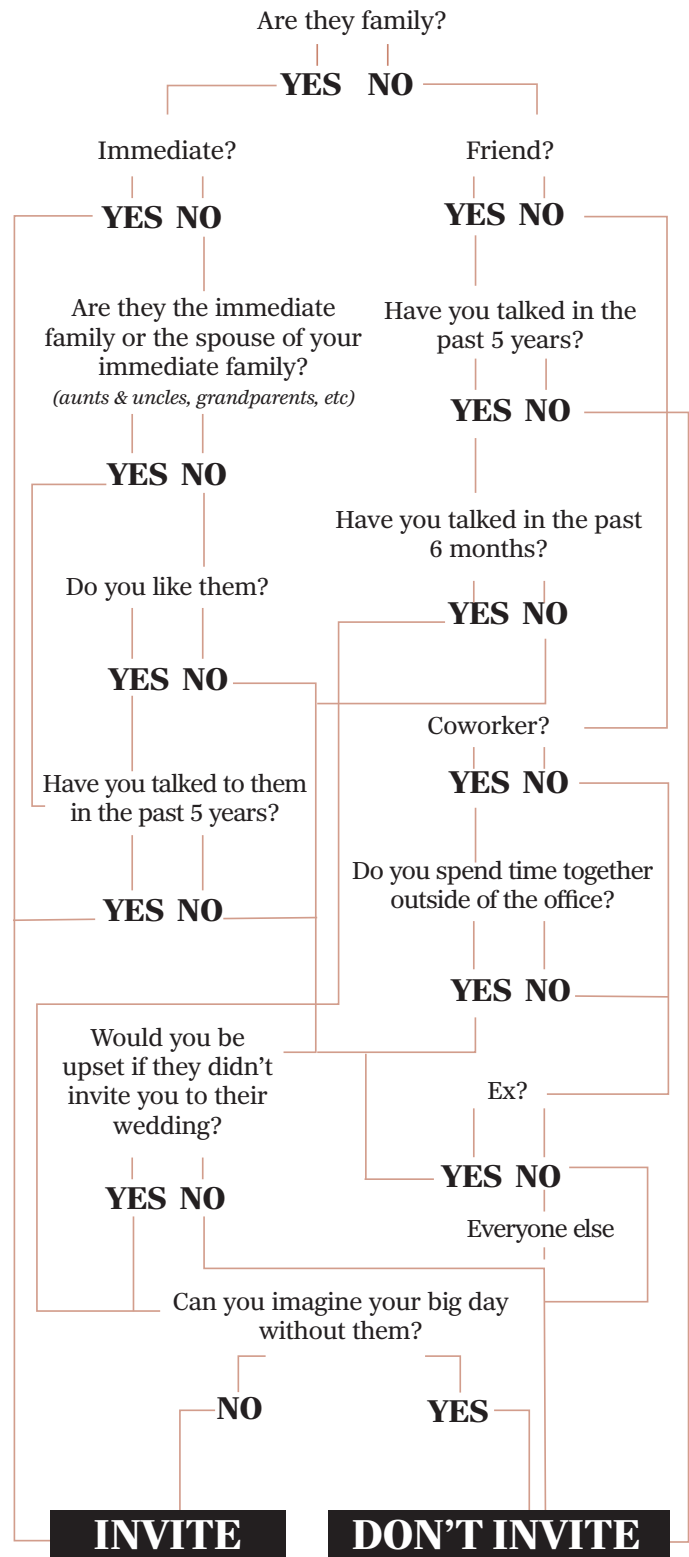 Are they family?
YES NO
Immediate?
YES NO
Are they the immediate
family or the spouse of your
immediate family?
(aunts & uncles, grandparents, etc)
YES NO
Do you like them?
YES NO
Have you talked to them
in the past 5 years?
YES NO
Friend?
YES NO
Have you talked in the
past 5 years?
YES NO
Have you talked in the past
6 months?
YES NO
Coworker?
YES NO
Do you spend time together
outside of the office?
YES NO
Ex?
YES NO
Everyone else
Would you be
upset if they didn’t
invite you to their
wedding?
YES NO
Can you imagine your big day
without them?
NO
YES
INVITE
DON’T INVITE